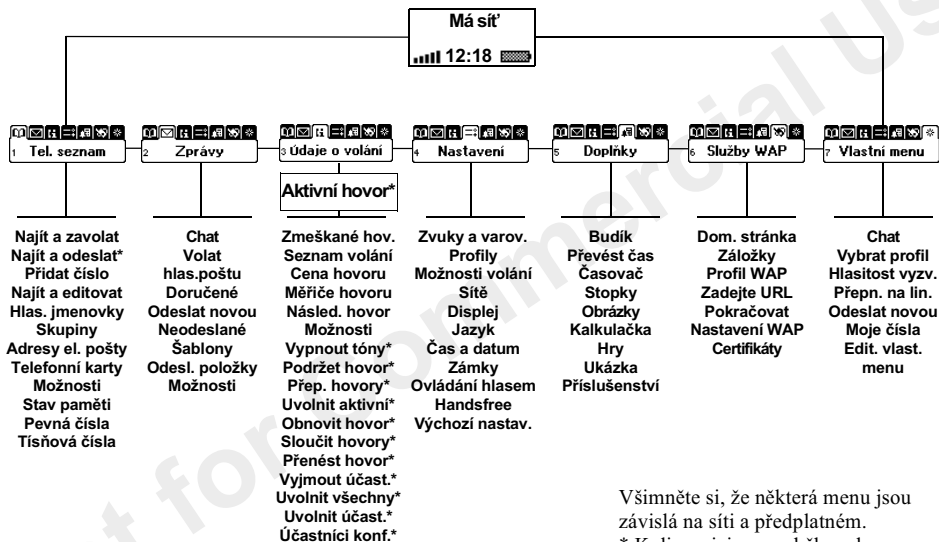 Má síť
12:18
1 Tel. seznam
2 Zprávy
3 Údaje o volání
4 Nastavení
5 Doplňky
6 Služby WAP
7 Vlastní menu
Aktivní hovor*
Najít a zavolat
Najít a odeslat*
Přidat číslo
Najít a editovat
Hlas. jmenovky
Skupiny
Adresy el. pošty
Telefonní karty
Možnosti
Stav paměti
Pevná čísla
Tísňová čísla
Chat
Volat
hlas.poštu
Doručené
Odeslat novou
Neodeslané
Šablony
Odesl. položky
Možnosti
Zmeškané hov.
Seznam volání
Cena hovoru
Měřiče hovoru
Násled. hovor
Možnosti
Vypnout tóny*
Podržet hovor*
Přep. hovory*
Uvolnit aktivní*
Obnovit hovor*
Sloučit hovory*
Přenést hovor*
Vyjmout účast.*
Uvolnit všechny*
Uvolnit účast.*
Účastníci konf.*
Zvuky a varov.
Profily
Možnosti volání
Sítě
Displej
Jazyk
Čas a datum
Zámky
Ovládání hlasem
Handsfree
Výchozí nastav.
Budík
Převést čas
Časovač
Stopky
Obrázky
Kalkulačka
Hry
Ukázka
Příslušenství
Dom. stránka
Záložky
Profil WAP
Zadejte URL
Pokračovat
Nastavení WAP
Certifikáty
Chat
Vybrat profil
Hlasitost vyzv.
Přepn. na lin.
Odeslat novou
Moje čísla
Edit. vlast.
menu
Všimněte si, že některá menu jsou
závislá na síti a předplatném.
t for Commercial Us